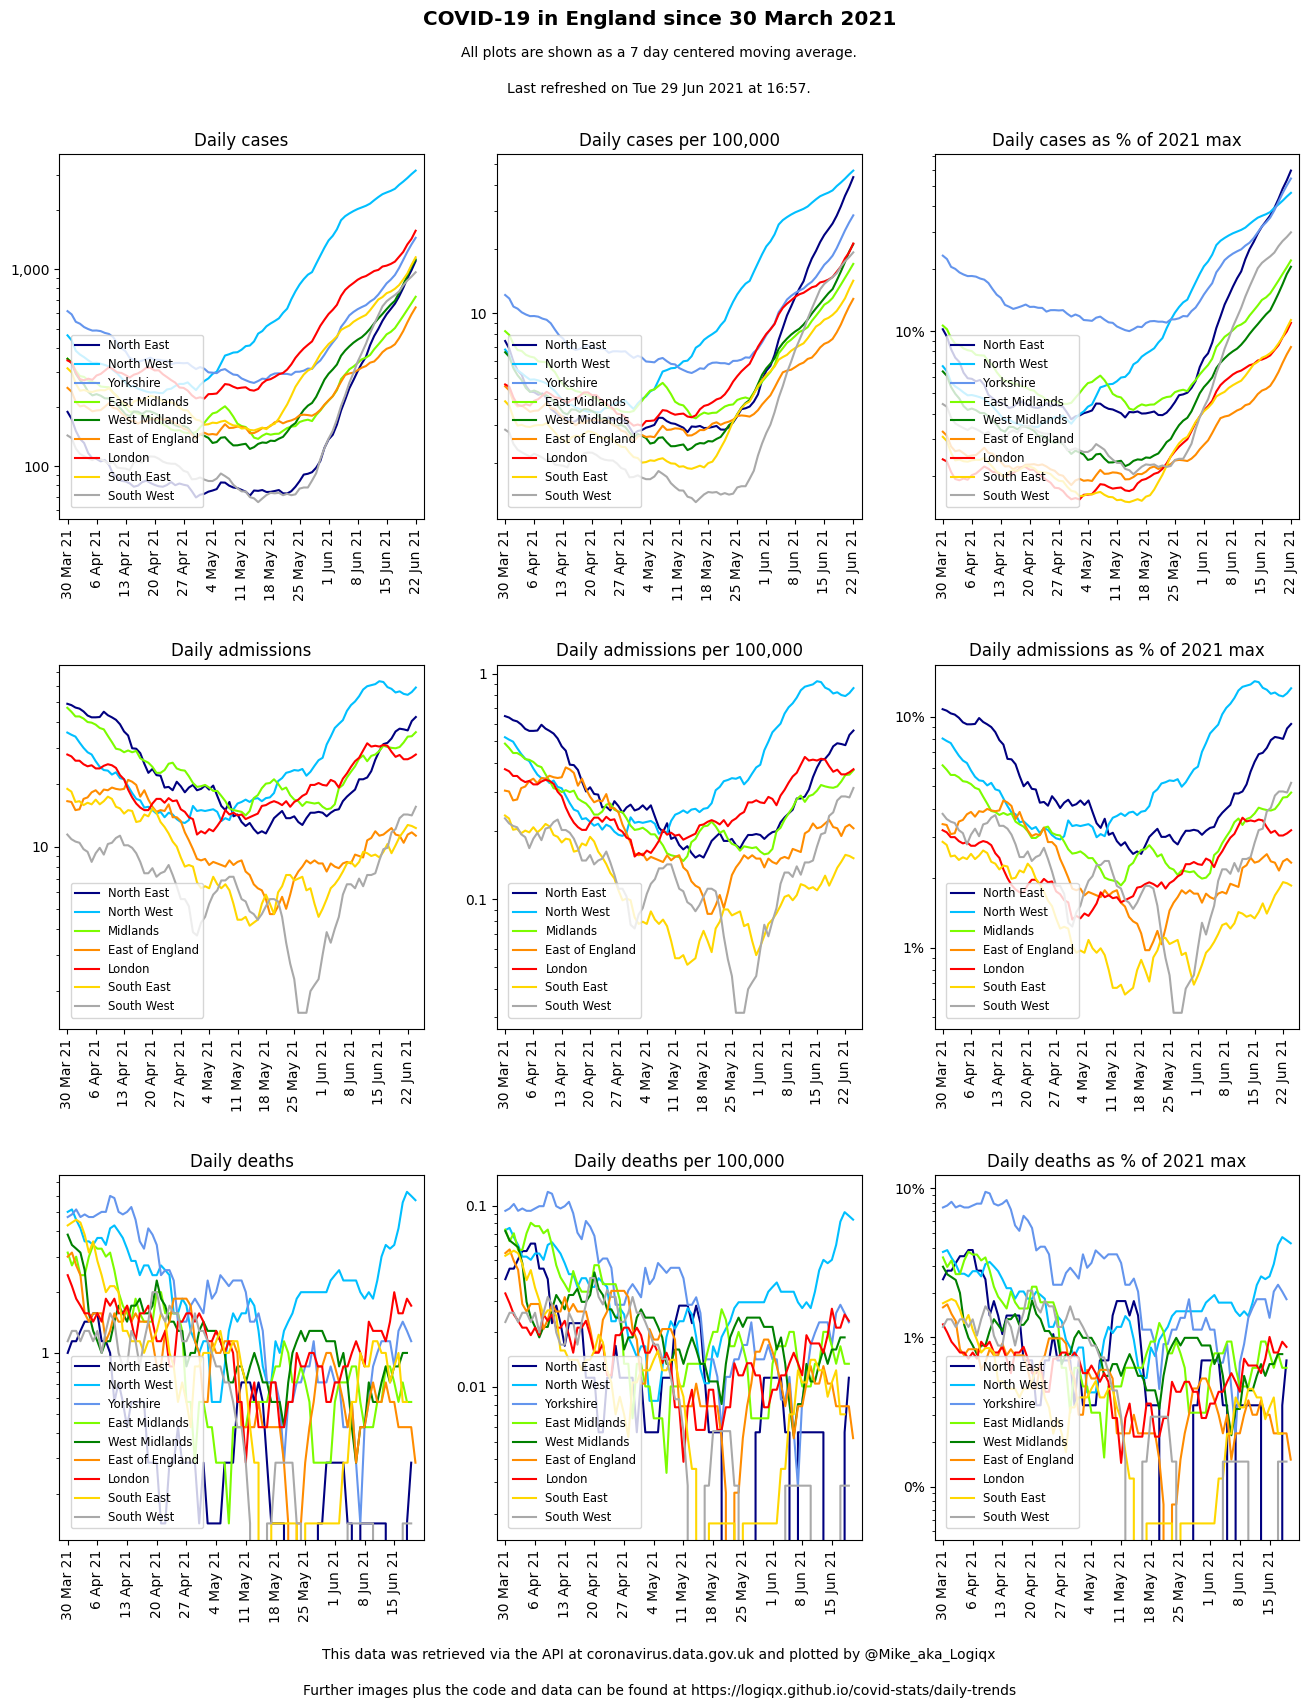 COVID-19 in England since 30 March 2021
All plots are shown as a 7 day centered moving average.
Last refreshed on Tue 29 Jun 2021 at 16:57.
Daily cases
1,000
100
North East
North West
Yorkshire
East Midlands
West Midlands
East of England
London
South East
South West
30 Mar 21
6 Apr 21
13 Apr 21
20 Apr 21
27 Apr 21
4 May 21
11 May 21
18 May 21
25 May 21
1 Jun 21
8 Jun 21
15 Jun 21
22 Jun 21
Daily cases per 100,000
10
North East
North West
Yorkshire
East Midlands
West Midlands
East of England
London
South East
South West
30 Mar 21
6 Apr 21
13 Apr 21
20 Apr 21
27 Apr 21
4 May 21
11 May 21
18 May 21
25 May 21
1 Jun 21
8 Jun 21
15 Jun 21
22 Jun 21
Daily cases as % of 2021 max
10%
North East
North West
Yorkshire
East Midlands
West Midlands
East of England
London
South East
South West
30 Mar 21
6 Apr 21
13 Apr 21
20 Apr 21
27 Apr 21
4 May 21
11 May 21
18 May 21
25 May 21
1 Jun 21
8 Jun 21
15 Jun 21
22 Jun 21
Daily admissions
10
North East
North West
Midlands
East of England
London
South East
South West
30 Mar 21
6 Apr 21
13 Apr 21
20 Apr 21
27 Apr 21
4 May 21
11 May 21
18 May 21
25 May 21
1 Jun 21
8 Jun 21
15 Jun 21
22 Jun 21
Daily admissions per 100,000
1
0.1
North East
North West
Midlands
East of England
London
South East
South West
30 Mar 21
6 Apr 21
13 Apr 21
20 Apr 21
27 Apr 21
4 May 21
11 May 21
18 May 21
25 May 21
1 Jun 21
8 Jun 21
15 Jun 21
22 Jun 21
Daily admissions as % of 2021 max
10%
1%
North East
North West
Midlands
East of England
London
South East
South West
30 Mar 21
6 Apr 21
13 Apr 21
20 Apr 21
27 Apr 21
4 May 21
11 May 21
18 May 21
25 May 21
1 Jun 21
8 Jun 21
15 Jun 21
22 Jun 21
Daily deaths
1
North East
North West
Yorkshire
East Midlands
West Midlands
East of England
London
South East
South West
30 Mar 21
6 Apr 21
13 Apr 21
20 Apr 21
27 Apr 21
4 May 21
11 May 21
18 May 21
25 May 21
1 Jun 21
8 Jun 21
15 Jun 21
Daily deaths per 100,000
0.1
0.01
North East
North West
Yorkshire
East Midlands
West Midlands
East of England
London
South East
South West
30 Mar 21
6 Apr 21
13 Apr 21
20 Apr 21
27 Apr 21
4 May 21
11 May 21
18 May 21
25 May 21
1 Jun 21
8 Jun 21
15 Jun 21
Daily deaths as % of 2021 max
10%
1%
0%
North East
North West
Yorkshire
East Midlands
West Midlands
East of England
London
South East
South West
30 Mar 21
6 Apr 21
13 Apr 21
20 Apr 21
27 Apr 21
4 May 21
11 May 21
18 May 21
25 May 21
1 Jun 21
8 Jun 21
15 Jun 21
This data was retrieved via the API at coronavirus.data.gov.uk and plotted by @Mike_aka_Logiqx
Further images plus the code and data can be found at https://logiqx.github.io/covid-stats/daily-trends